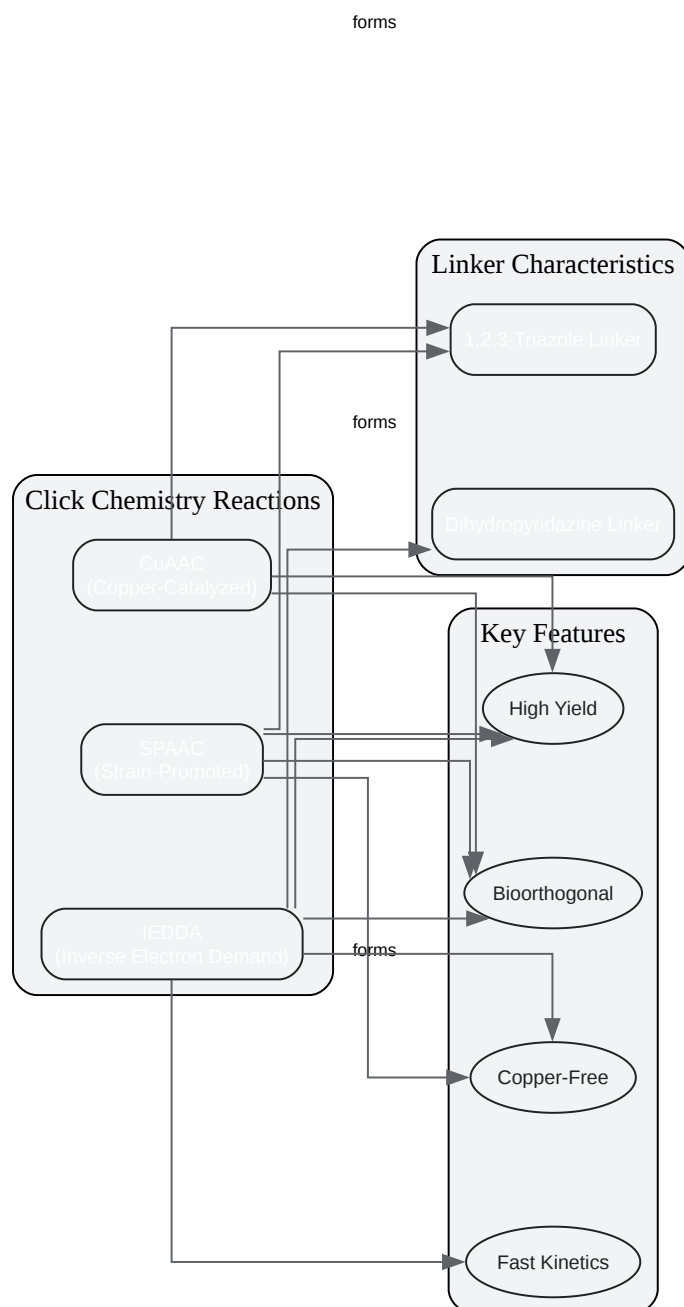 forms
Linker Characteristics
1,2,3-Triazole Linker
forms
Dihydropyridazine Linker
Click Chemistry Reactions
CuAAC
(Copper-Catalyzed)
SPAAC
(Strain-Promoted)
IEDDA
(Inverse Electron Demand)
forms
Key Features
High Yield
Bioorthogonal
Copper-Free
Fast Kinetics